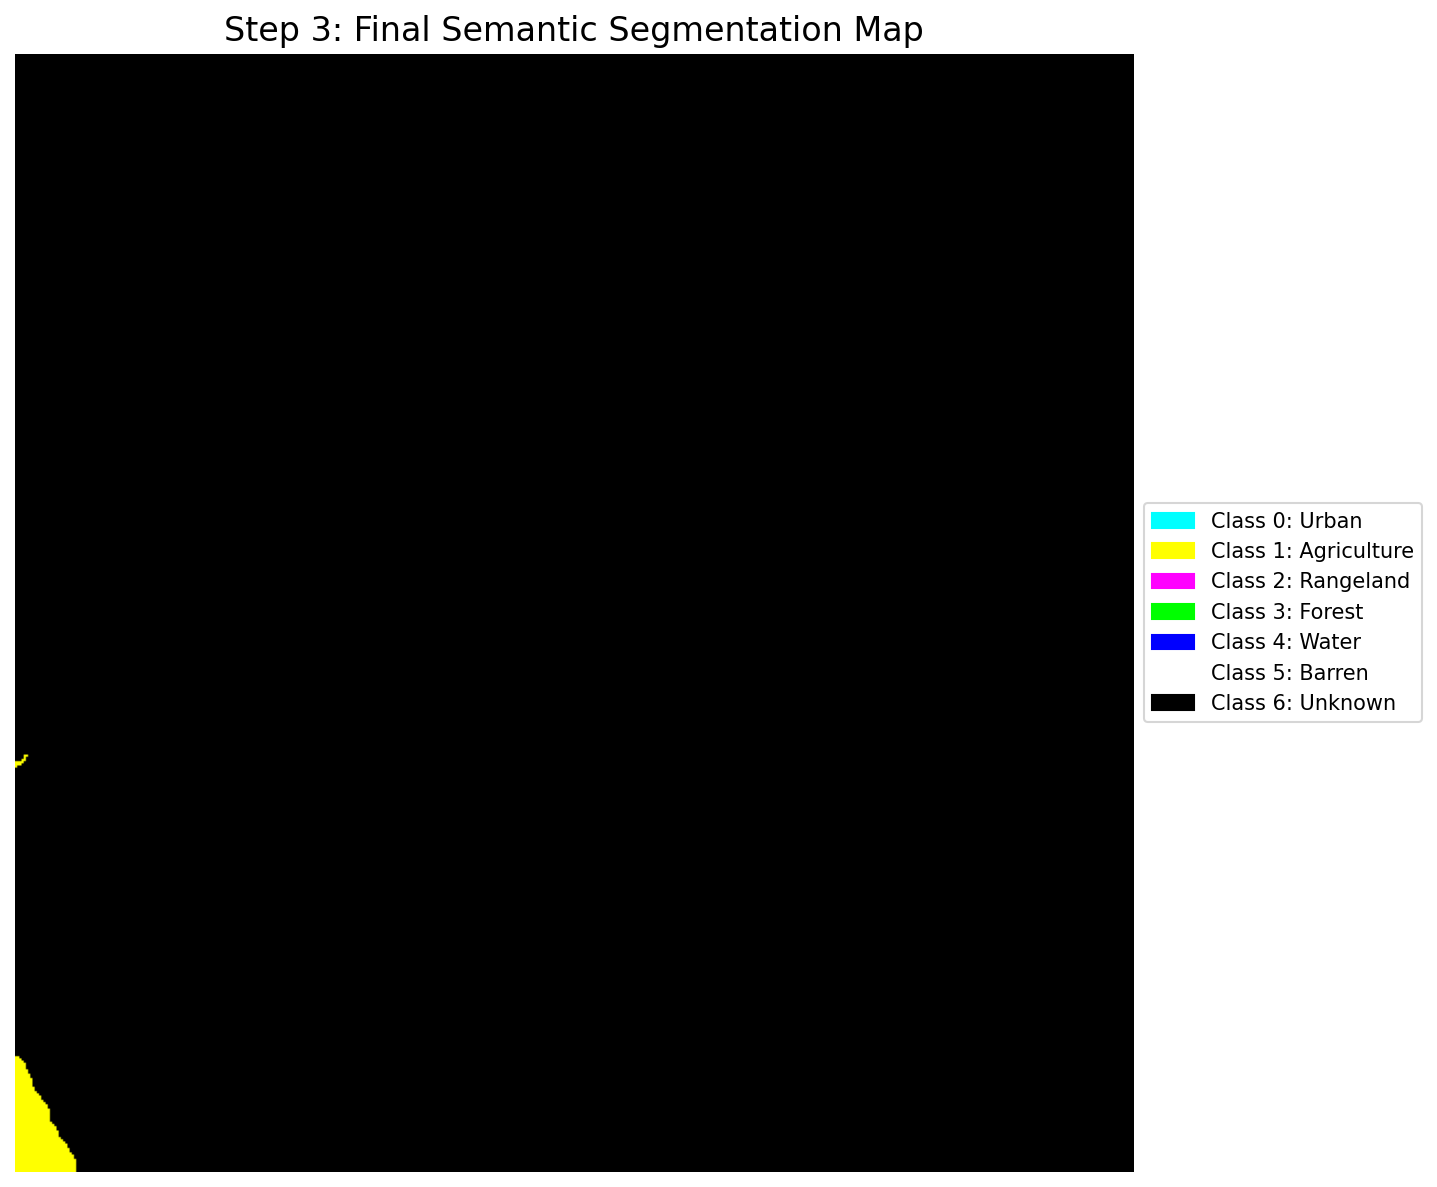 Step 3: Final Semantic Segmentation Map
Class 0: Urban
Class 1: Agriculture
Class 2: Rangeland
Class 3: Forest
Class 4: Water
Class 5: Barren
Class 6: Unknown